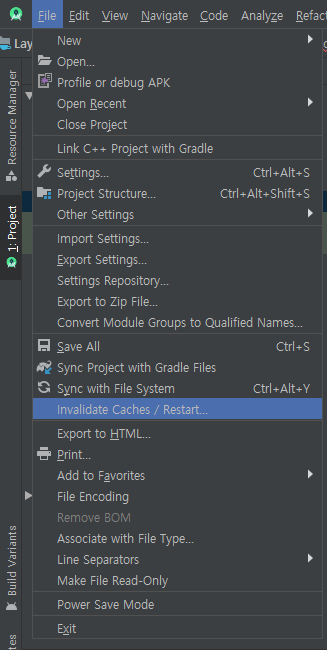 File Edit View Navigate Code Analyze Refact
Lay
New
Open...
Profile or debug APK
Open Recent
Close Project
Link C++ Project with Gradle
Settings... Ctrl+Alt+S
Project Structure... Ctrl+Alt+Shift+S
Other Settings
Import Settings...
Export Settings...
Settings Repository...
Export to Zip File...
Convert Module Groups to Qualified Names...
Save All Ctrl+S
Sync Project with Gradle Files
Sync with File System Ctrl+Alt+Y
Invalidate Caches / Restart...
Export to HTML...
Print...
Add to Favorites
File Encoding
Remove BOM
Associate with File Type...
Line Separators
Make File Read-Only
Power Save Mode
Exit
Resource Manager
1: Project
Build Variants
tes